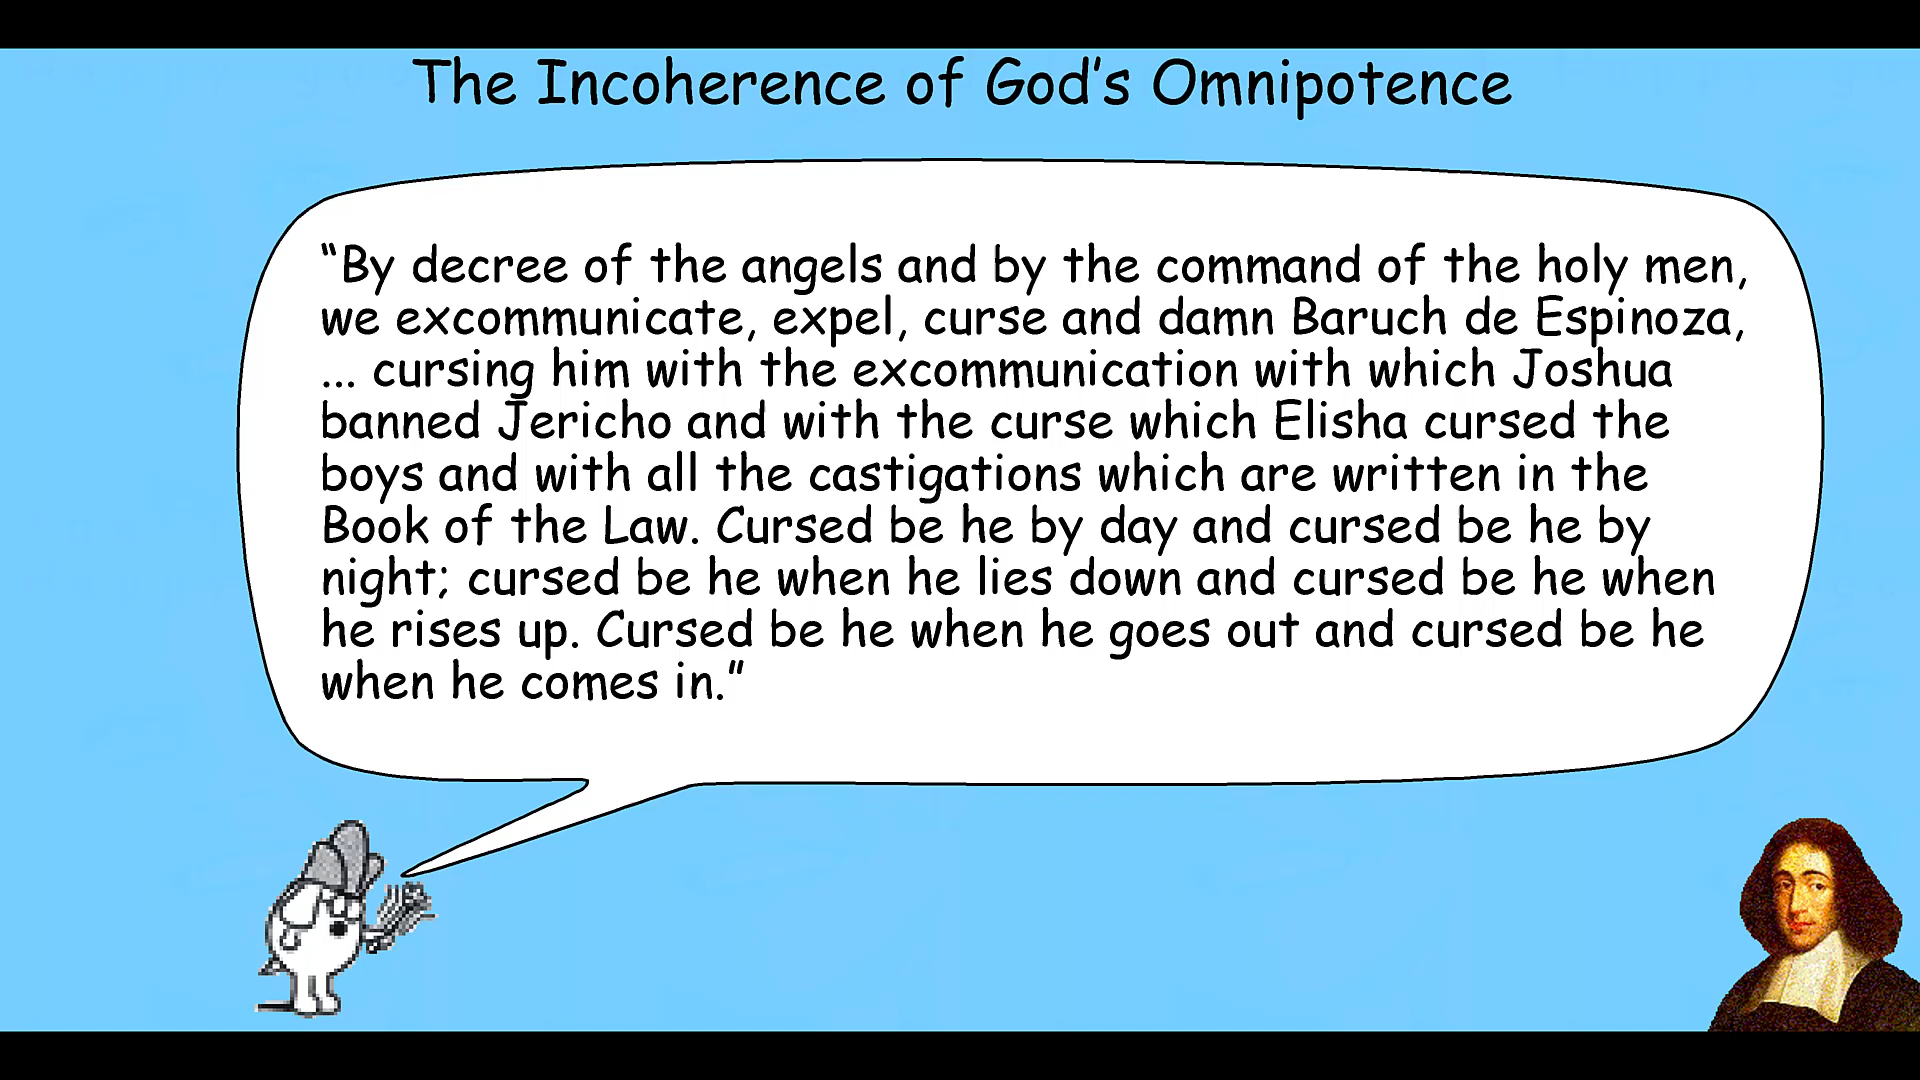 The Incoherence of God’s Omnipotence
“By decree of the angels and by the command of the holy men,
we excommunicate, expel, curse and damn Baruch de Espinoza,
... cursing him with the excommunication with which Joshua
banned Jericho and with the curse which Elisha cursed the
boys and with all the castigations which are written in the
Book of the Law. Cursed be he by day and cursed be he by
night; cursed be he when he lies down and cursed be he when
he rises up. Cursed be he when he goes out and cursed be he
when he comes in.”